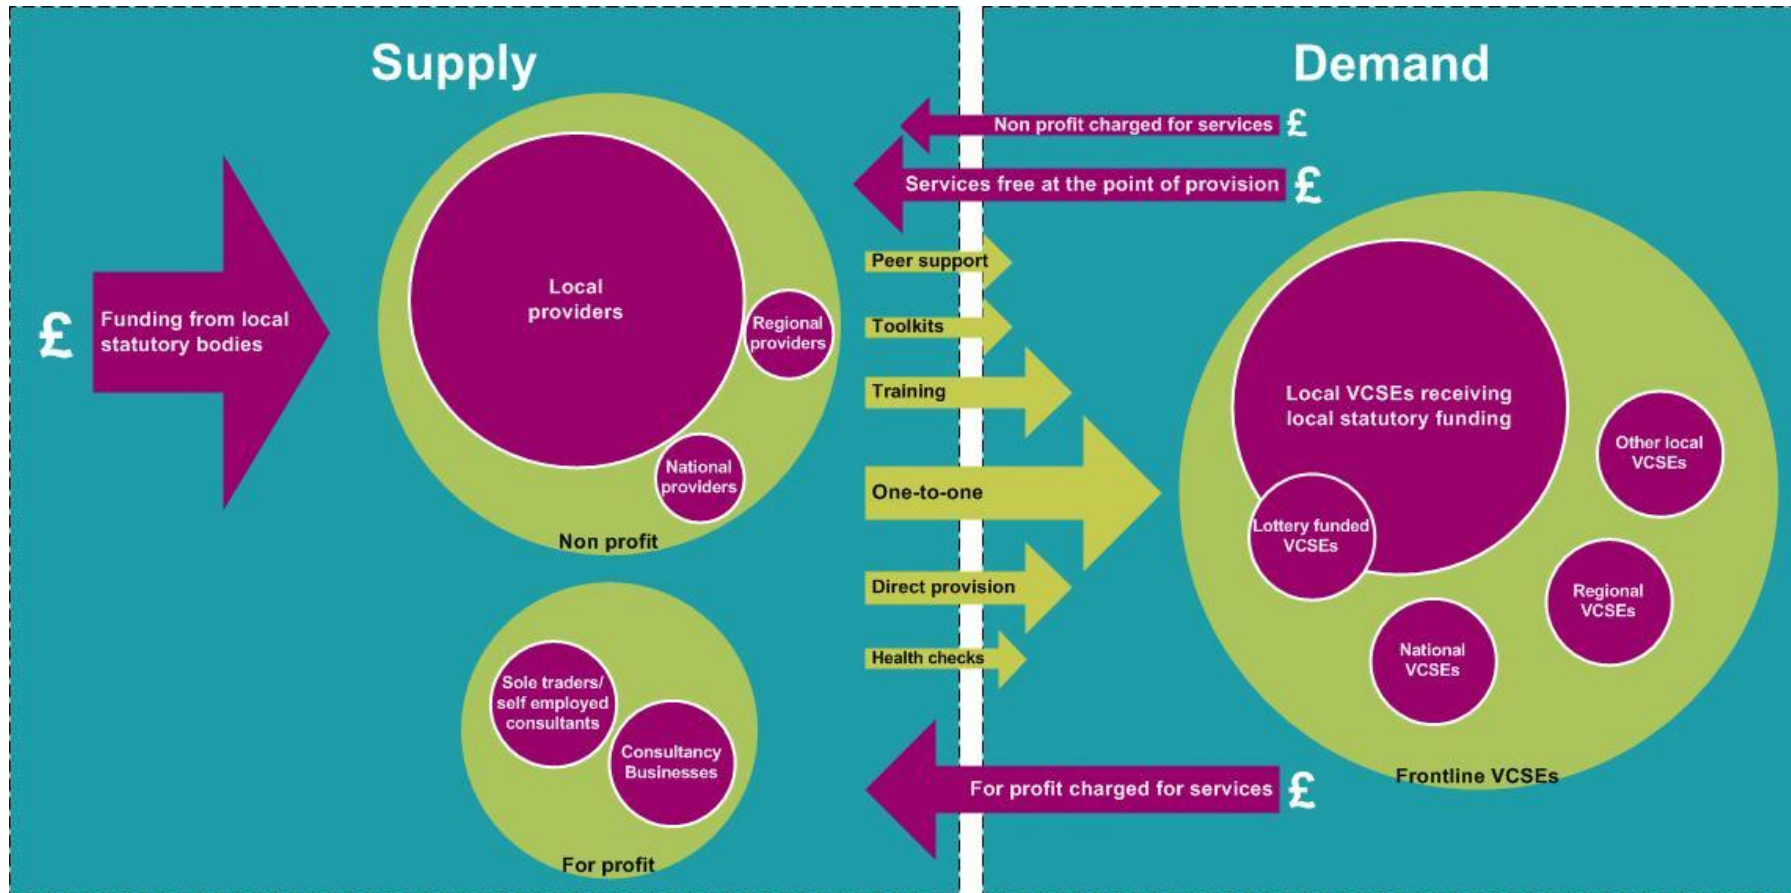 Supply
£
Funding from local
statutory bodies
Local
providers
Regional
providers
National
providers
Non profit
Sole traders/
self employed
consultants
Consultancy
Businesses
For profit
Demand
Non profit charged for services £
Services free at the point of provision £
Peer support
Toolkits
Training
One-to-one
Direct provision
Health checks
For profit charged for services £
Local VCSEs receiving
local statutory funding
Other local
VCSEs
Lottery funded
VCSEs
Regional
VCSEs
National
VCSEs
Frontline VCSEs